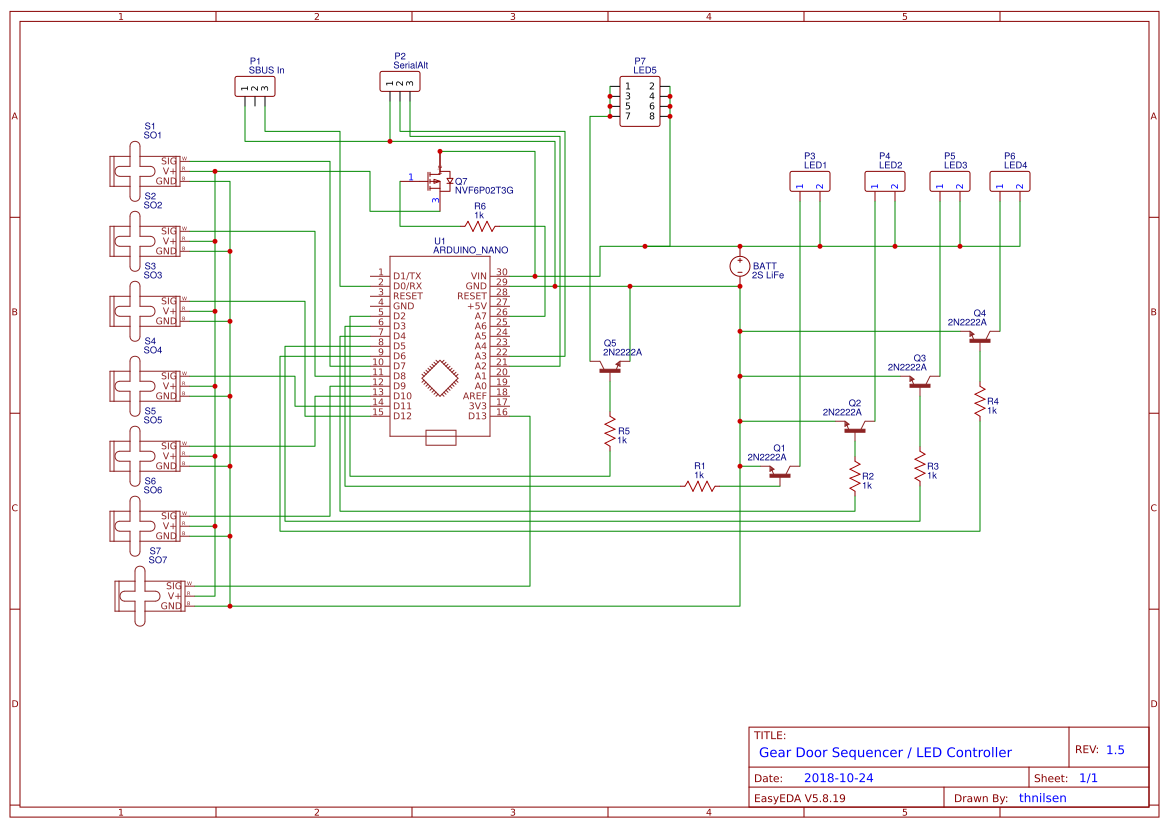 1 2 3 4 5
A A
B B
C C
D D
1 2 3 4 5
P1
SBUS In
1 2 3
P2
SerialAlt
1 2 3
P7
LED5
1 2
3 4
5 6
7 8
P3
LED1
1 2
P4
LED2
1 2
P5
LED3
1 2
P6
LED4
1 2
S1
SO1
SIG W
V+ R
GND B
S2
SO2
SIG W
V+ R
GND B
S3
SO3
SIG W
V+ R
GND B
S4
SO4
SIG W
V+ R
GND B
S5
SO5
SIG W
V+ R
GND B
S6
SO6
SIG W
V+ R
GND B
S7
SO7
SIG W
V+ R
GND B
1
3
Q7
NVF6P02T3G
R6
1k
U1
ARDUINO_NANO
1 D1/TX VIN 30
2 D0/RX GND 29
3 RESET RESET 28
4 GND +5V 27
5 D2 A7 26
6 D3 A6 25
7 D4 A5 24
8 D5 A4 23
9 D6 A3 22
10 D7 A2 21
11 D8 A1 20
12 D9 A0 19
13 D10 AREF 18
14 D11 3V3 17
15 D12 D13 16
BATT
2S LiFe
Q5
2N2222A
R5
1k
Q4
2N2222A
R4
1k
Q3
2N2222A
R3
1k
Q2
2N2222A
R2
1k
Q1
2N2222A
R1
1k
TITLE:
Gear Door Sequencer / LED Controller
REV: 1.5
Date: 2018-10-24
Sheet: 1/1
EasyEDA V5.8.19
Drawn By: thnilsen